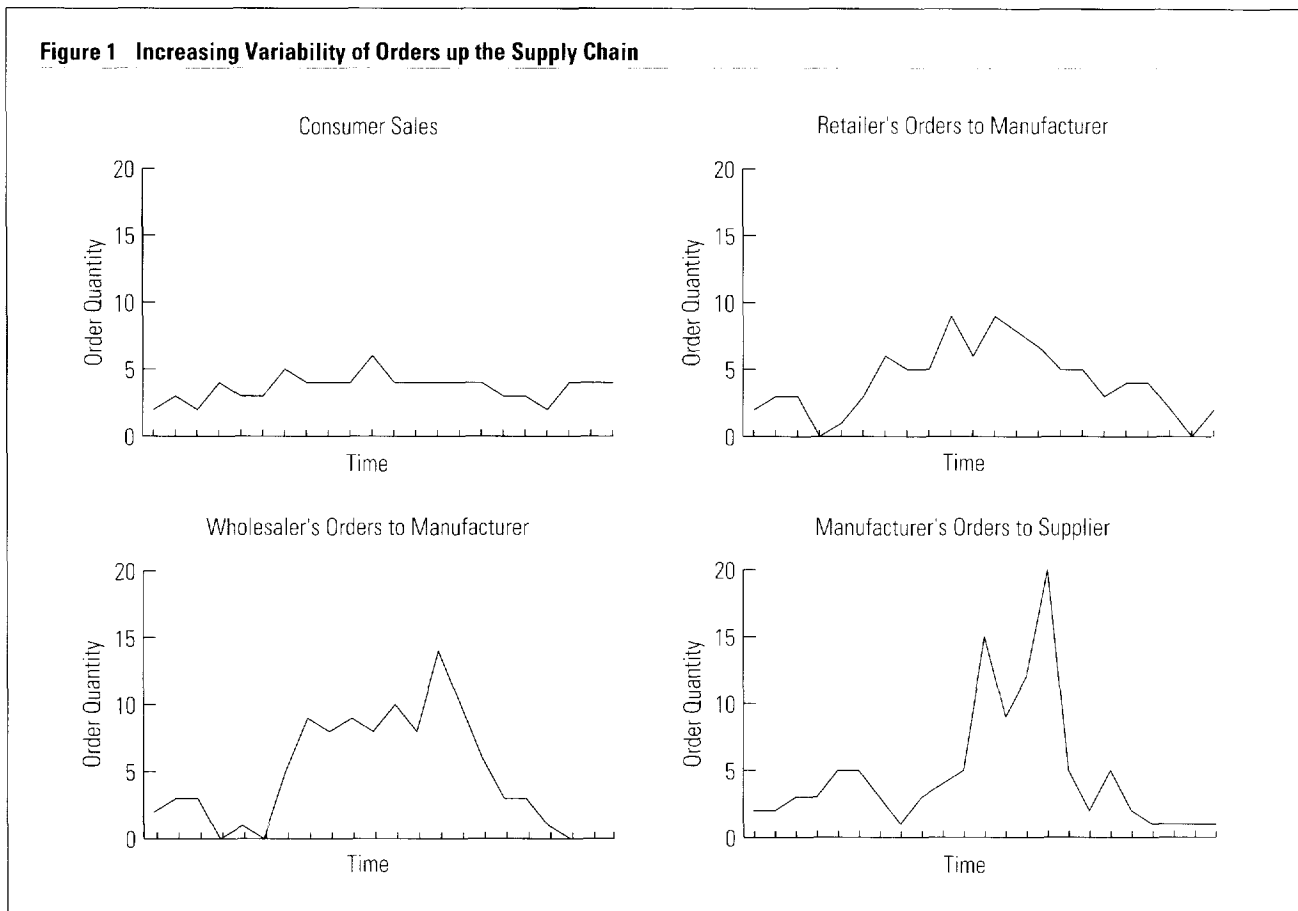 Figure 1 Increasing Variability of Orders up the Supply Chain
Consumer Sales
20
15
10
5
0
Order Quantity
Time
Retailer's Orders to Manufacturer
20
15
10
5
0
Order Quantity
Time
Wholesaler's Orders to Manufacturer
20
15
10
5
0
Order Quantity
Time
Manufacturer's Orders to Supplier
20
15
10
5
0
Order Quantity
Time